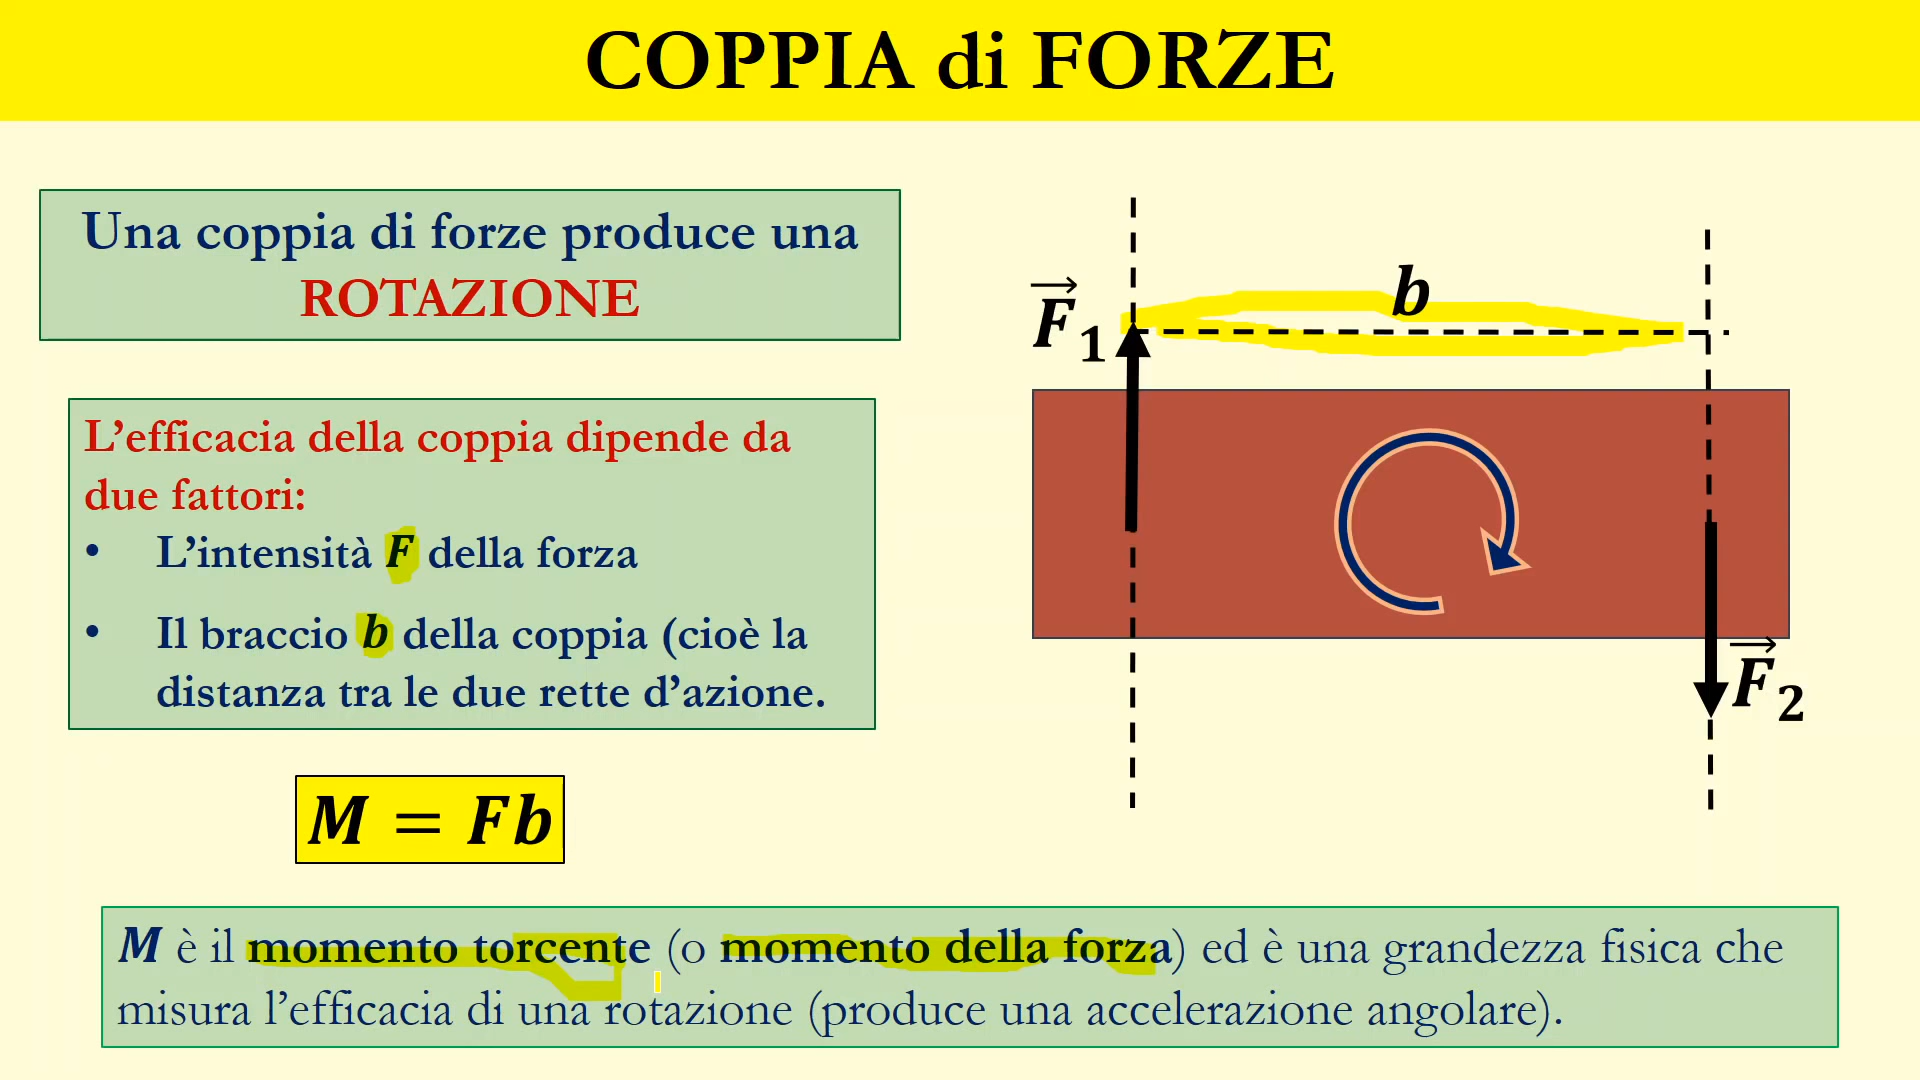 COPPIA di FORZE
Una coppia di forze produce una
ROTAZIONE
L’efficacia della coppia dipende da
due fattori:
• L’intensità F della forza
• Il braccio b della coppia (cioè la
distanza tra le due rette d’azione.
M = Fb
b
F⃗₁
F⃗₂
M è il momento torcente (o momento della forza) ed è una grandezza fisica che
misura l’efficacia di una rotazione (produce una accelerazione angolare).